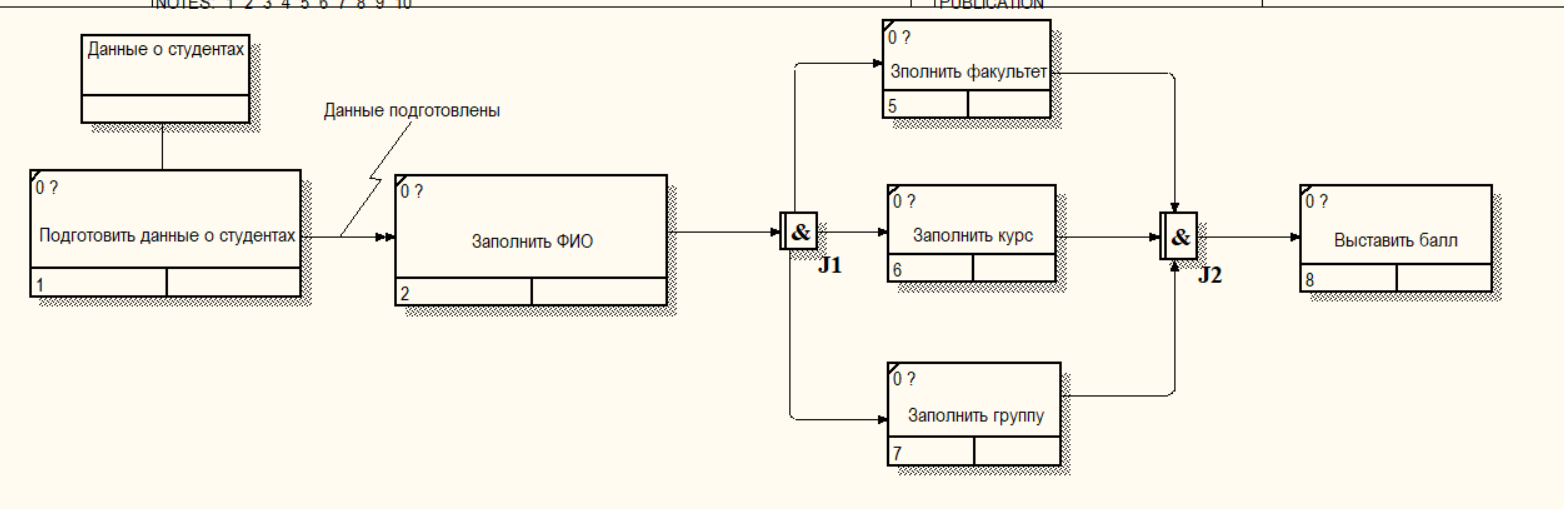 NOTES: 1 2 3 4 5 6 7 8 9 10
PUBLICATION
Данные о студентах
Данные подготовлены
0 ?
Подготовить данные о студентах
1
0 ?
Заполнить ФИО
2
&
J1
0 ?
Зполнить факультет
5
0 ?
Заполнить курс
6
0 ?
Заполнить группу
7
&
J2
0 ?
Выставить балл
8